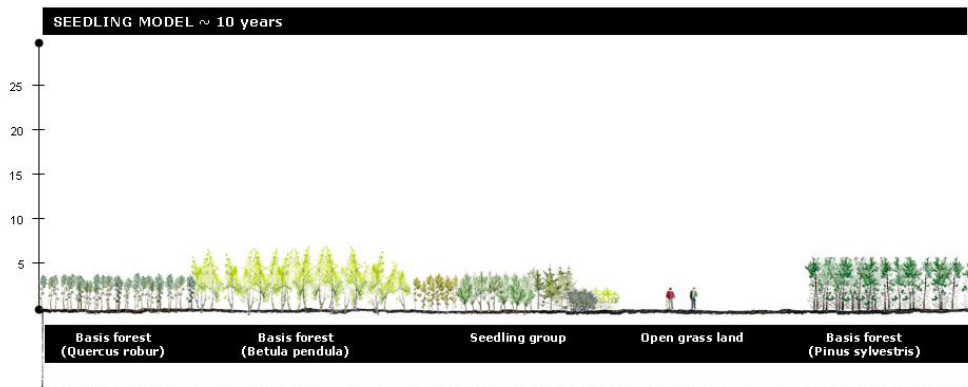 SEEDLING MODEL ~ 10 years
25
20
15
10
5
Basis forest
(Quercus robur)
Basis forest
(Betula pendula)
Seedling group
Open grass land
Basis forest
(Pinus sylvestris)